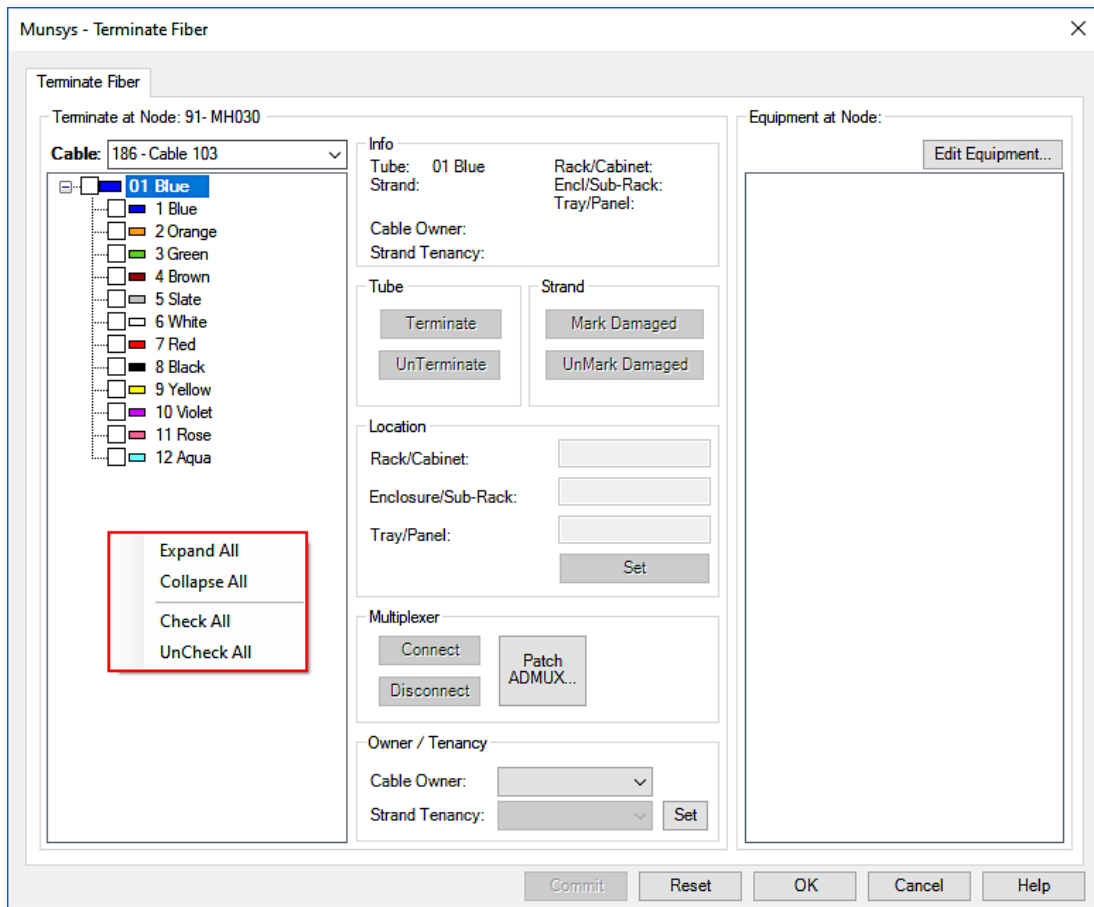 Munsys - Terminate Fiber
Terminate Fiber
Terminate at Node: 91- MH030
Cable: 186 - Cable 103
01 Blue
1 Blue
2 Orange
3 Green
4 Brown
5 Slate
6 White
7 Red
8 Black
9 Yellow
10 Violet
11 Rose
12 Aqua
Expand All
Collapse All
Check All
UnCheck All
Info
Tube: 01 Blue Rack/Cabinet:
Strand: Encl/Sub-Rack:
Tray/Panel:
Cable Owner:
Strand Tenancy:
Tube
Terminate
UnTerminate
Strand
Mark Damaged
UnMark Damaged
Location
Rack/Cabinet:
Enclosure/Sub-Rack:
Tray/Panel:
Set
Multiplexer
Connect
Disconnect
Patch
ADMUX...
Owner / Tenancy
Cable Owner:
Strand Tenancy: Set
Equipment at Node:
Edit Equipment...
Commit Reset OK Cancel Help